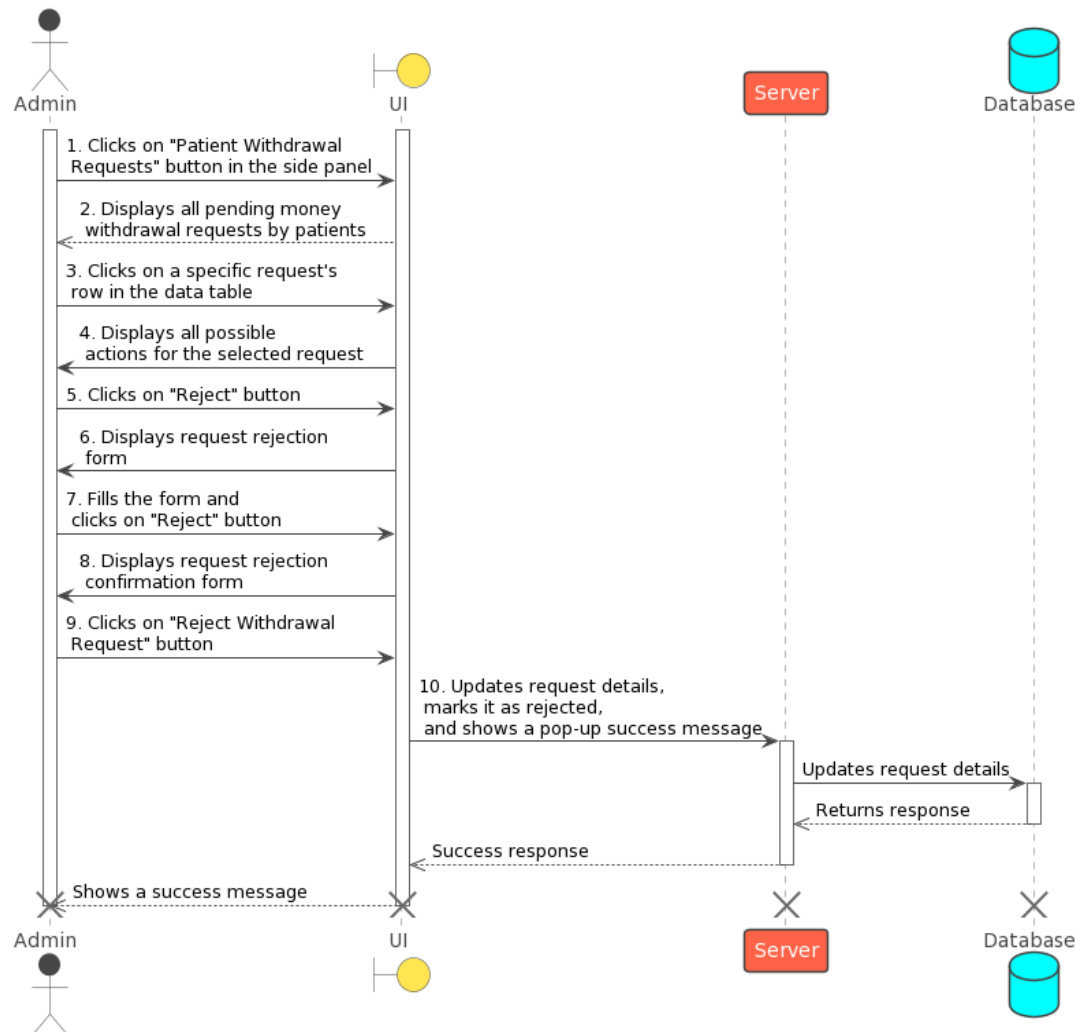 Admin
UI
Server
Database
1. Clicks on "Patient Withdrawal
Requests" button in the side panel
2. Displays all pending money
withdrawal requests by patients
3. Clicks on a specific request's
row in the data table
4. Displays all possible
actions for the selected request
5. Clicks on "Reject" button
6. Displays request rejection
form
7. Fills the form and
clicks on "Reject" button
8. Displays request rejection
confirmation form
9. Clicks on "Reject Withdrawal
Request" button
10. Updates request details,
marks it as rejected,
and shows a pop-up success message
Updates request details
Returns response
Success response
Shows a success message
Admin
UI
Server
Database